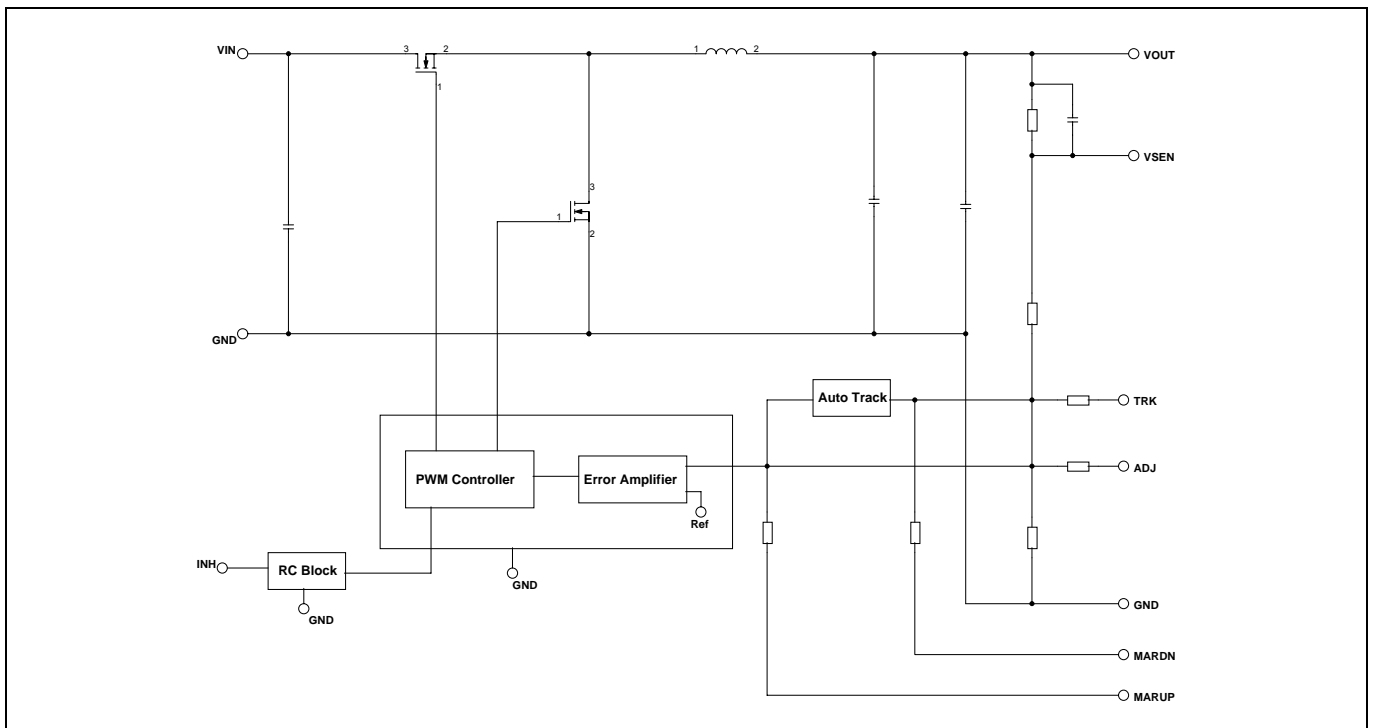 VIN
3
2
1
1
2
VOUT
VSEN
3
1
2
GND
Auto Track
TRK
PWM Controller
Error Amplifier
ADJ
Ref
INH
RC Block
GND
GND
GND
MARDN
MARUP